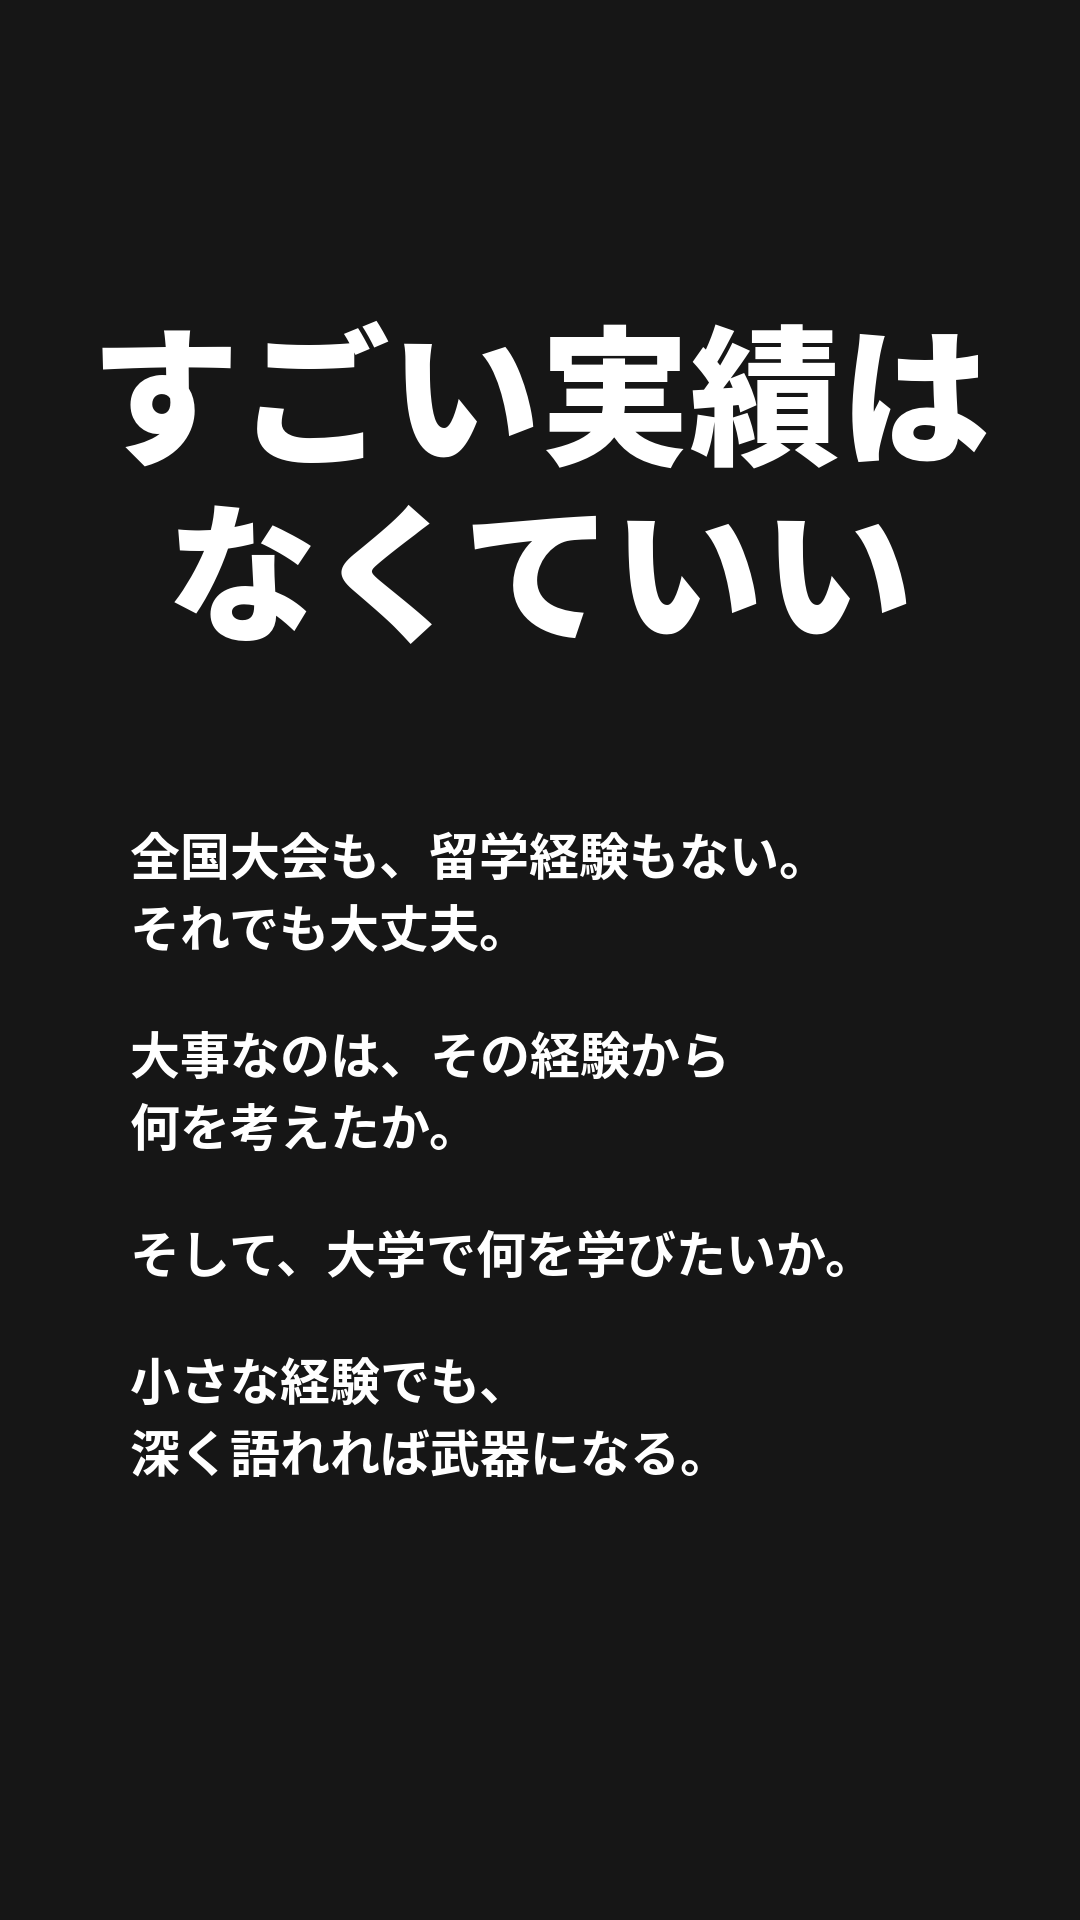 すごい実績は
なくていい
全国大会も、留学経験もない。
それでも大丈夫。
大事なのは、その経験から
何を考えたか。
そして、大学で何を学びたいか。
小さな経験でも、
深く語れれば武器になる。